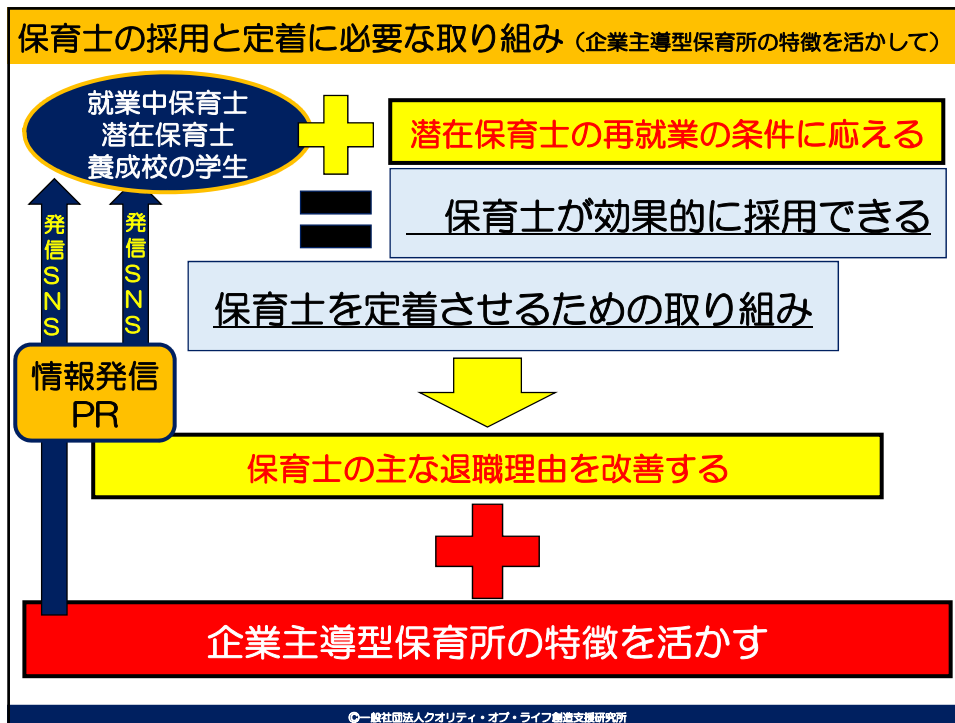 保育士の採用と定着に必要な取り組み（企業主導型保育所の特徴を活かして）
就業中保育士
潜在保育士
養成校の学生
潜在保育士の再就業の条件に応える
保育士が効果的に採用できる
発信SNS
発信SNS
保育士を定着させるための取り組み
情報発信
PR
保育士の主な退職理由を改善する
企業主導型保育所の特徴を活かす
©一般社団法人クオリティ・オブ・ライフ創造支援研究所